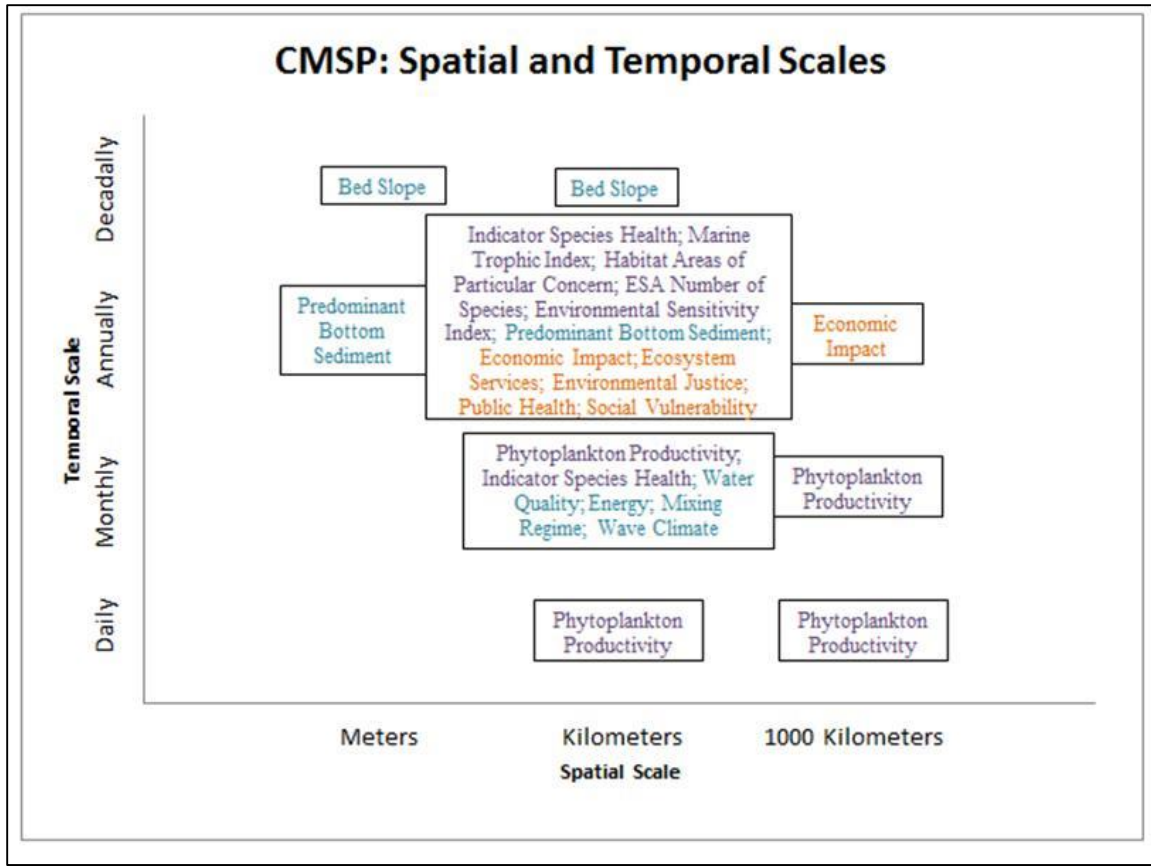 CMSP: Spatial and Temporal Scales
Temporal Scale
Decadally
Annually
Monthly
Daily
Bed Slope
Bed Slope
Predominant
Bottom
Sediment
Indicator Species Health; Marine
Trophic Index; Habitat Areas of
Particular Concern; ESA Number of
Species; Environmental Sensitivity
Index; Predominant Bottom Sediment;
Economic Impact; Ecosystem
Services; Environmental Justice;
Public Health; Social Vulnerability
Economic
Impact
Phytoplankton Productivity;
Indicator Species Health; Water
Quality; Energy; Mixing
Regime; Wave Climate
Phytoplankton
Productivity
Phytoplankton
Productivity
Phytoplankton
Productivity
Meters
Kilometers
1000 Kilometers
Spatial Scale